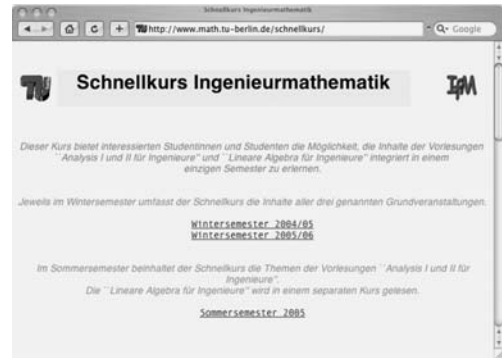 Schnellkurs Ingenieurmathematik
http://www.math.tu-berlin.de/schnellkurs/
Google
Schnellkurs Ingenieurmathematik
Dieser Kurs bietet interessierten Studentinnen und Studenten die Möglichkeit, die Inhalte der Vorlesungen
``Analysis I und II für Ingenieure'' und ``Lineare Algebra für Ingenieure'' integriert in einem
einzigen Semester zu erlernen.
Jeweils im Wintersemester umfasst der Schnellkurs die Inhalte aller drei genannten Grundveranstaltungen.
Wintersemester 2004/05
Wintersemester 2005/06
Im Sommersemester beinhaltet der Schnellkurs die Themen der Vorlesungen ``Analysis I und II für
Ingenieure''.
Die ``Lineare Algebra für Ingenieure'' wird in einem separaten Kurs gelesen.
Sommersemester 2005